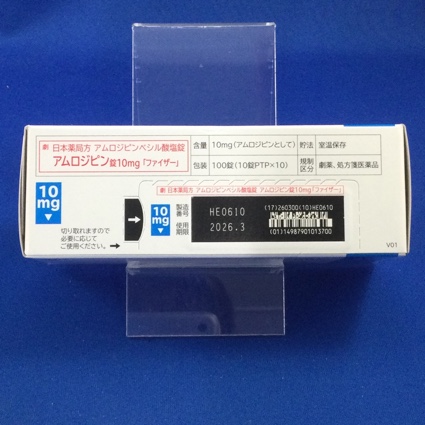 劇 日本薬局方 アムロジピンベシル酸塩錠
アムロジピン錠10mg「ファイザー」
含量 10mg(アムロジピンとして) 貯法 室温保存
包装 100錠(10錠PTP×10) 規制区分 劇薬、処方箋医薬品
10mg
切り取れますので
必要に応じて
ご使用ください。
劇 日本薬局方 アムロジピンベシル酸塩錠 アムロジピン錠10mg「ファイザー」
10mg
製造番号 HE0610
使用期限 2026.3
(17)260300(10)HE0610
(01)14987901013700
V01